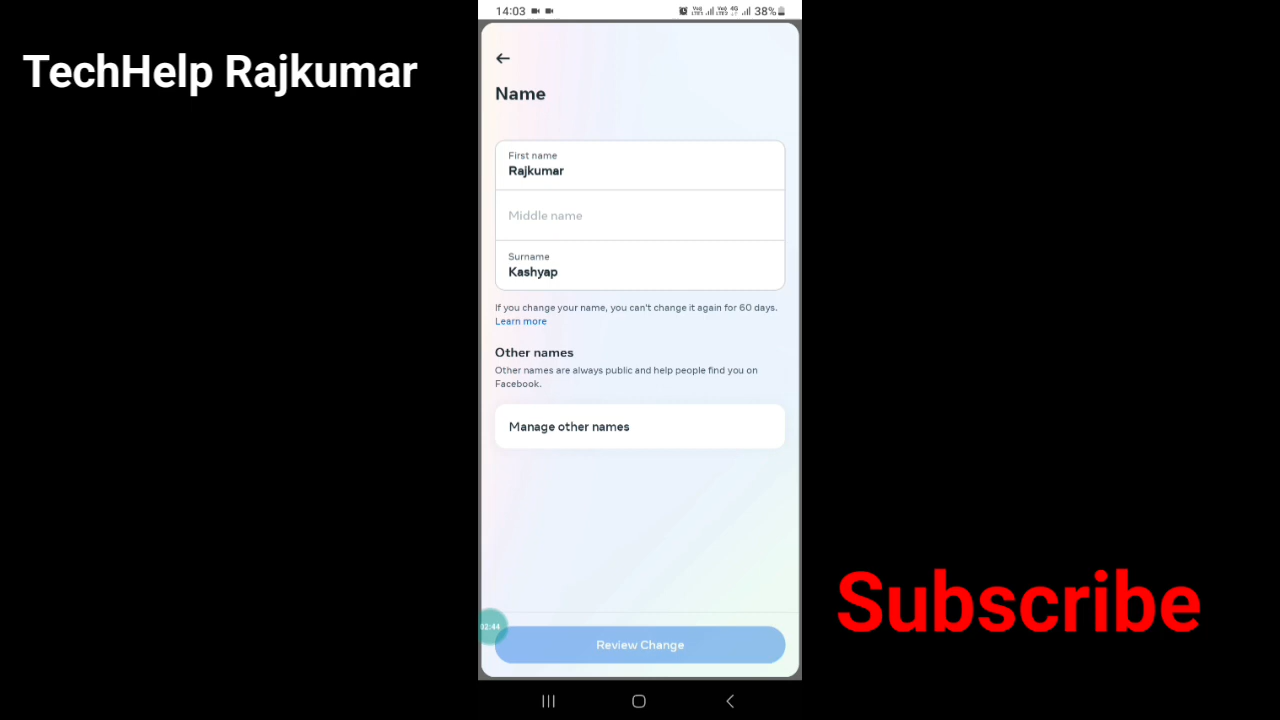 14:03 38%
TechHelp Rajkumar
Name
First name
Rajkumar
Middle name
Surname
Kashyap
If you change your name, you can't change it again for 60 days.
Learn more
Other names
Other names are always public and help people find you on
Facebook.
Manage other names
Subscribe
02:44
Review Change